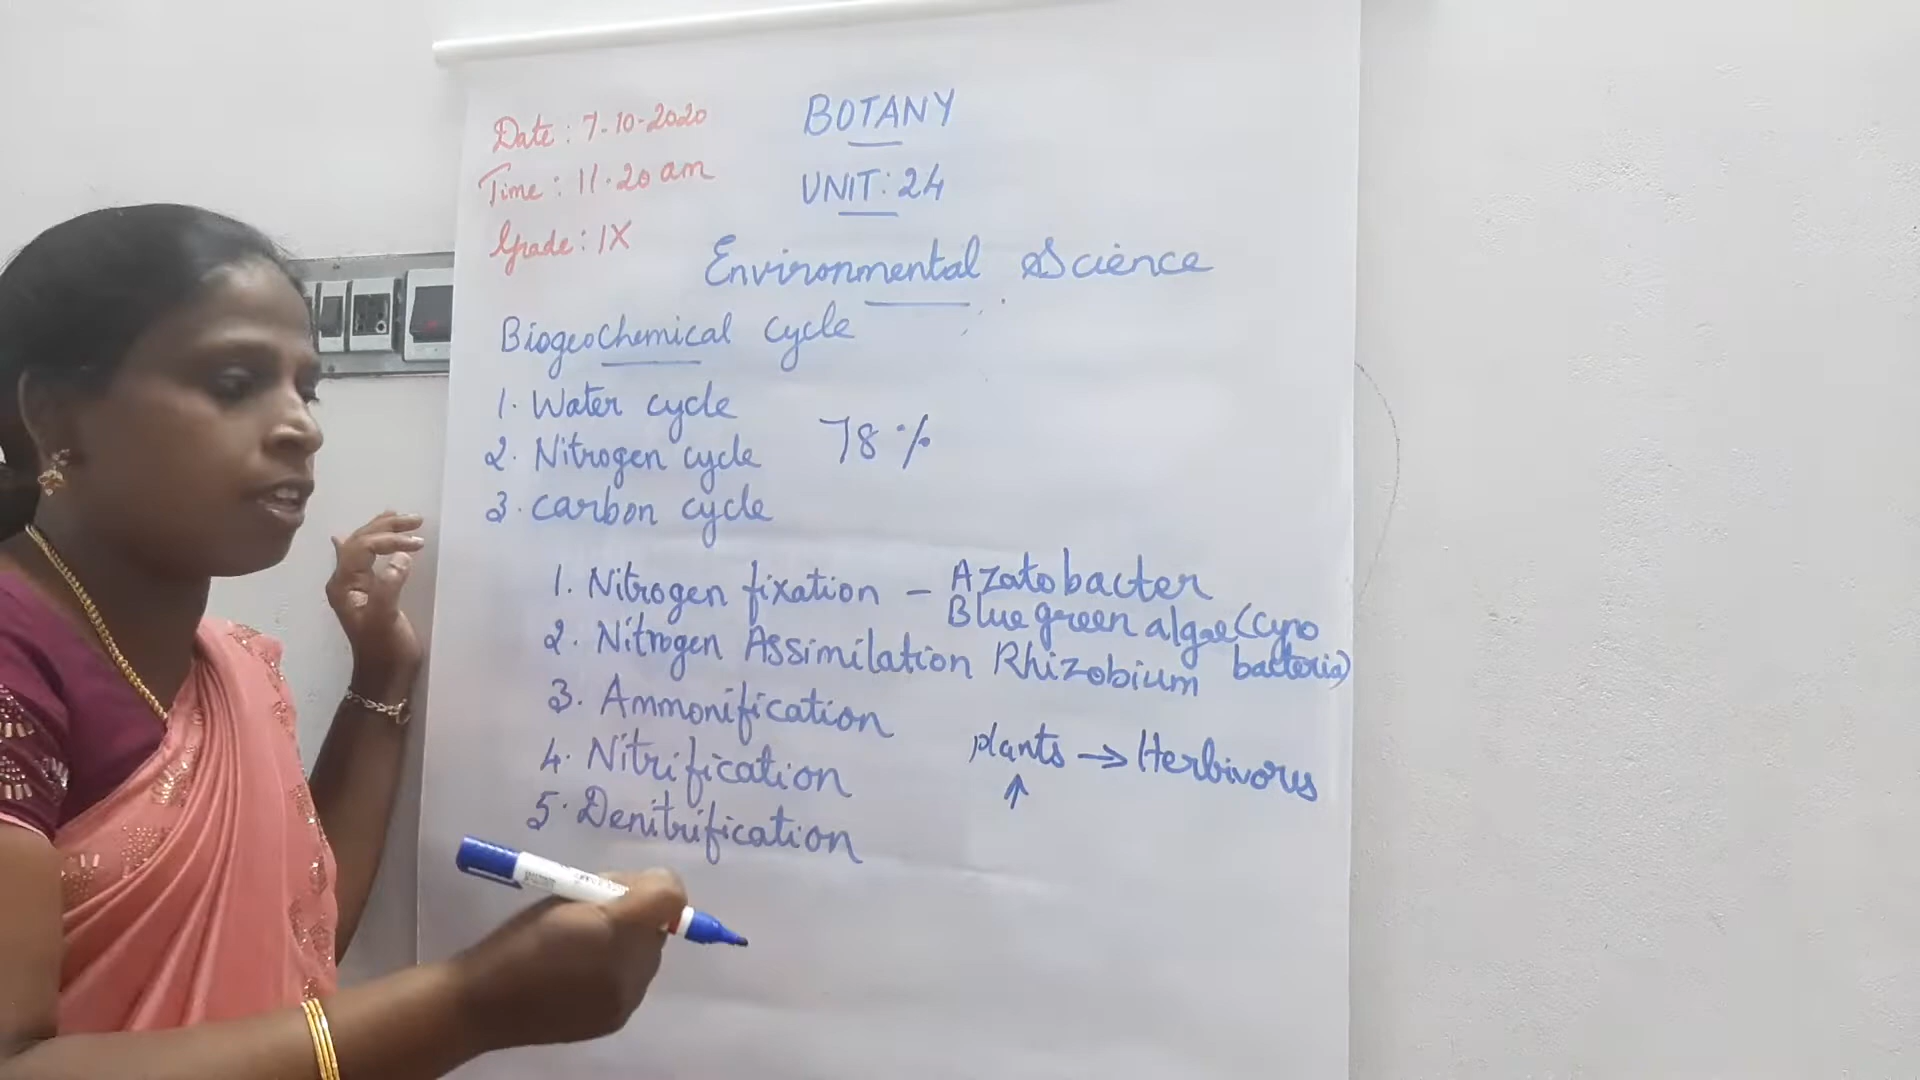 Date: 7-10-2020
Time: 11.20 am
Grade: IX
BOTANY
UNIT: 24
Environmental Science
Biogeochemical cycle
1. Water cycle
2. Nitrogen cycle
3. Carbon cycle
78%
1. Nitrogen fixation - Azatobacter
Blue green algae (cyno
bacteria)
2. Nitrogen Assimilation Rhizobium
3. Ammonification
4. Nitrification
5. Denitrification
plants → Herbivores
↑